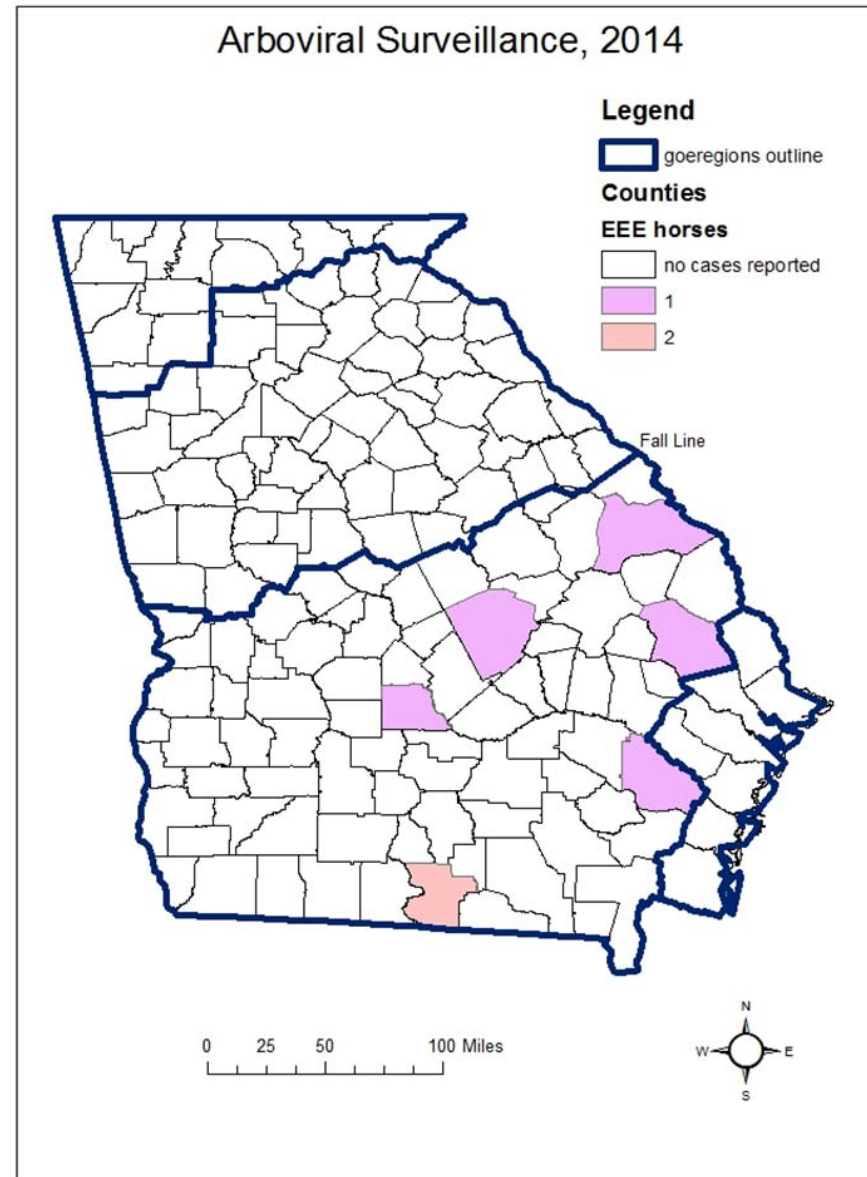 Arboviral Surveillance, 2014
Legend
goeregions outline
Counties
EEE horses
no cases reported
1
2
Fall Line
0 25 50 100 Miles
N
W E
S